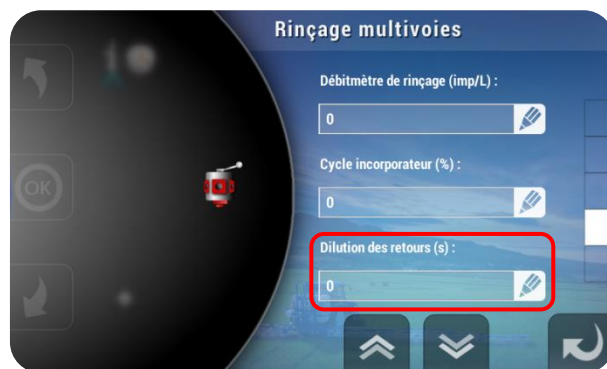 Rinçage multivoies
Débitmètre de rinçage (imp/L) :
0
Cycle incorporateur (%) :
0
Dilution des retours (s) :
0
OK